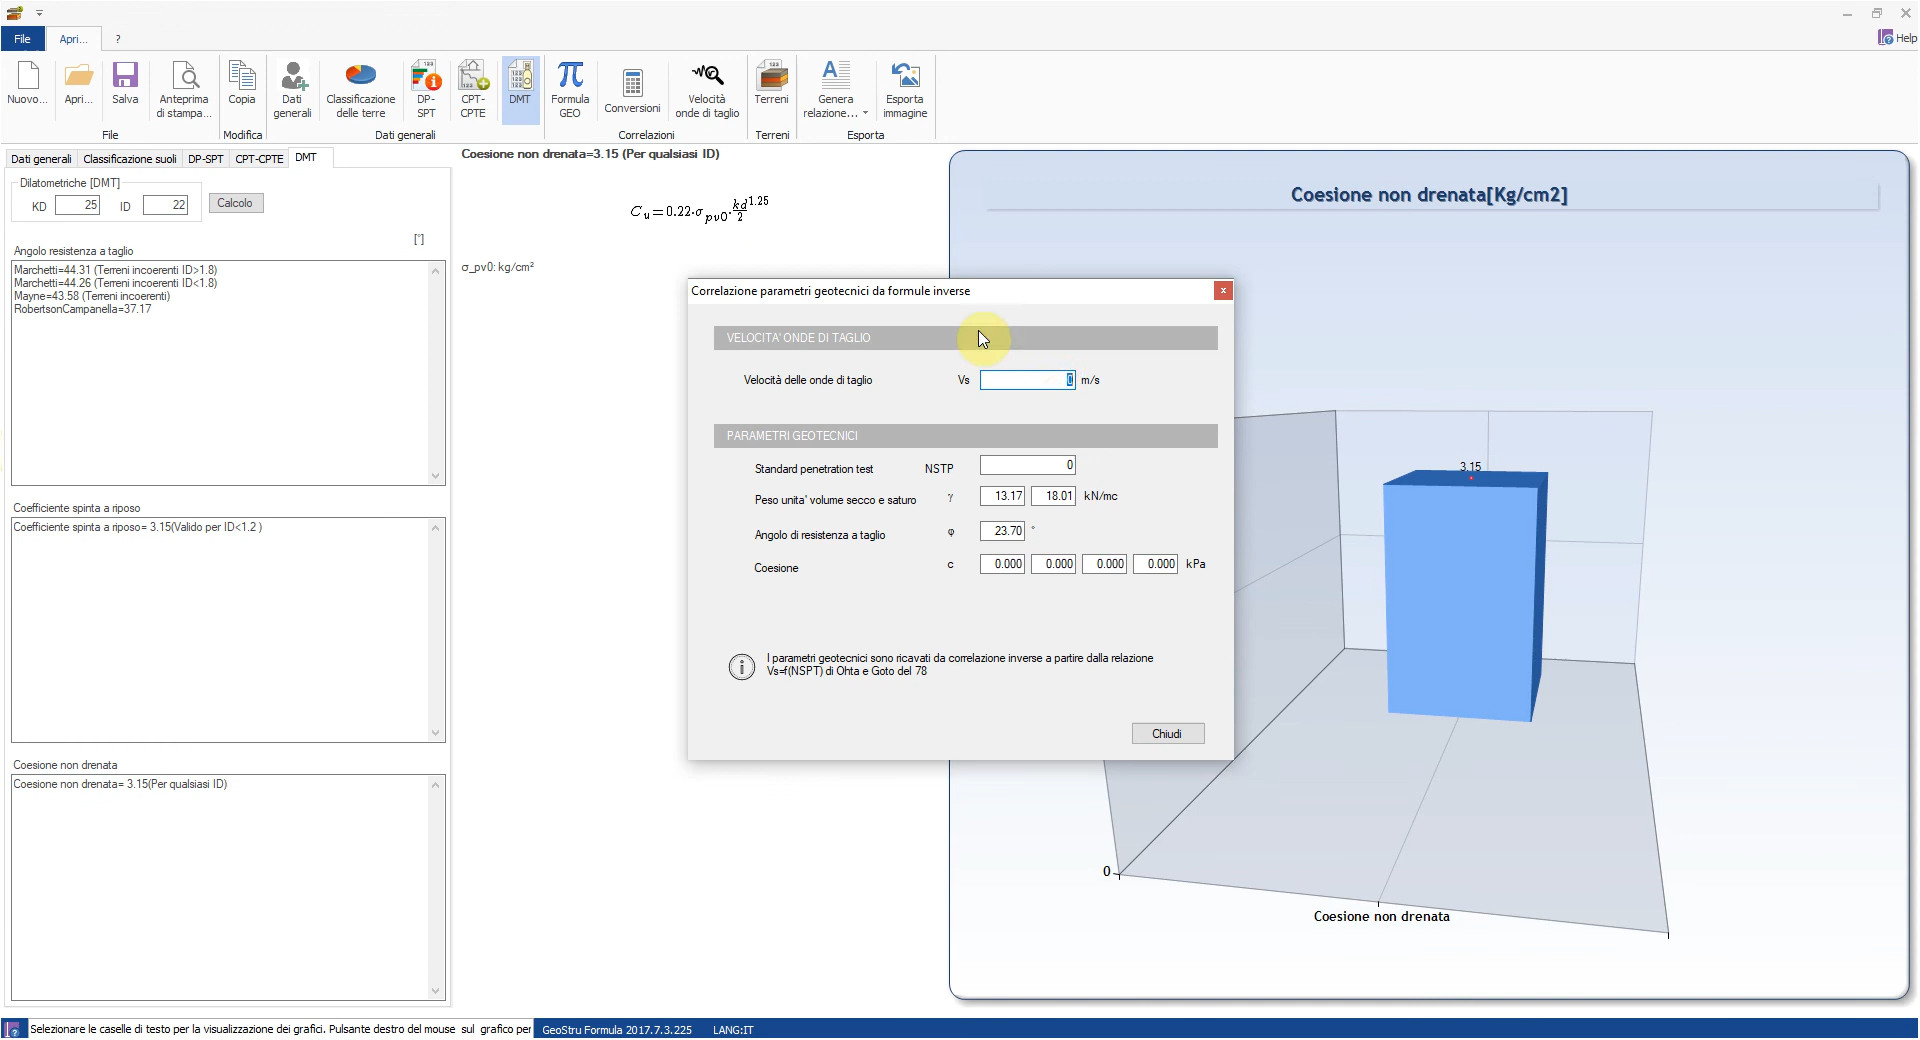 File
Apri...
?
Help
Nuovo...
Apri...
Salva
Anteprima di stampa...
Copia
Dati generali
Classificazione delle terre
DP-SPT
CPT-CPTE
DMT
Formula GEO
Conversioni
Velocità onde di taglio
Terreni
Genera relazione...
Esporta immagine
File
Modifica
Dati generali
Correlazioni
Terreni
Esporta
Dati generali
Classificazione suoli
DP-SPT
CPT-CPTE
DMT
Dilatometriche [DMT]
KD 25 ID 22
Calcolo
[°]
Angolo resistenza a taglio
Marchetti=44.31 (Terreni incoerenti ID>1.8)
Marchetti=44.26 (Terreni incoerenti ID<1.8)
Mayne=43.58 (Terreni incoerenti)
RobertsonCampanella=37.17
Coefficiente spinta a riposo
Coefficiente spinta a riposo= 3.15(Valido per ID<1.2 )
Coesione non drenata
Coesione non drenata= 3.15(Per qualsiasi ID)
Coesione non drenata=3.15 (Per qualsiasi ID)
C_u=0.22·σ_pv0·kd/2^1.25
σ_pv0: kg/cm²
Coesione non drenata[Kg/cm2]
3.15
0
Coesione non drenata
Correlazione parametri geotecnici da formule inverse
x
VELOCITA' ONDE DI TAGLIO
Velocità delle onde di taglio Vs 0 m/s
PARAMETRI GEOTECNICI
Standard penetration test NSTP 0
Peso unita' volume secco e saturo γ 13.17 18.01 kN/mc
Angolo di resistenza a taglio φ 23.70 °
Coesione c 0.000 0.000 0.000 0.000 kPa
I parametri geotecnici sono ricavati da correlazione inverse a partire dalla relazione
Vs=f(NSPT) di Ohta e Goto del 78
Chiudi
Selezionare le caselle di testo per la visualizzazione dei grafici. Pulsante destro del mouse sul grafico per
GeoStru Formula 2017.7.3.225
LANG:IT